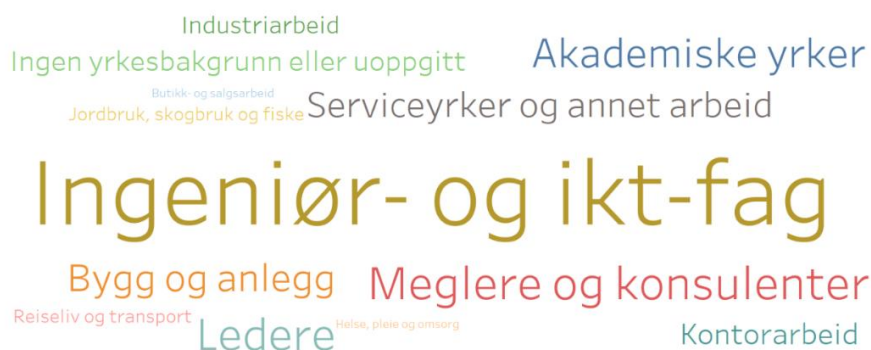 Industriarbeid
Akademiske yrker
Ingen yrkesbakgrunn eller uoppgitt
Butikk- og salgsarbeid
Serviceyrker og annet arbeid
Jordbruk, skogbruk og fiske
Ingeniør- og ikt-fag
Bygg og anlegg
Meglere og konsulenter
Reiseliv og transport
Ledere
Helse, pleie og omsorg
Kontorarbeid